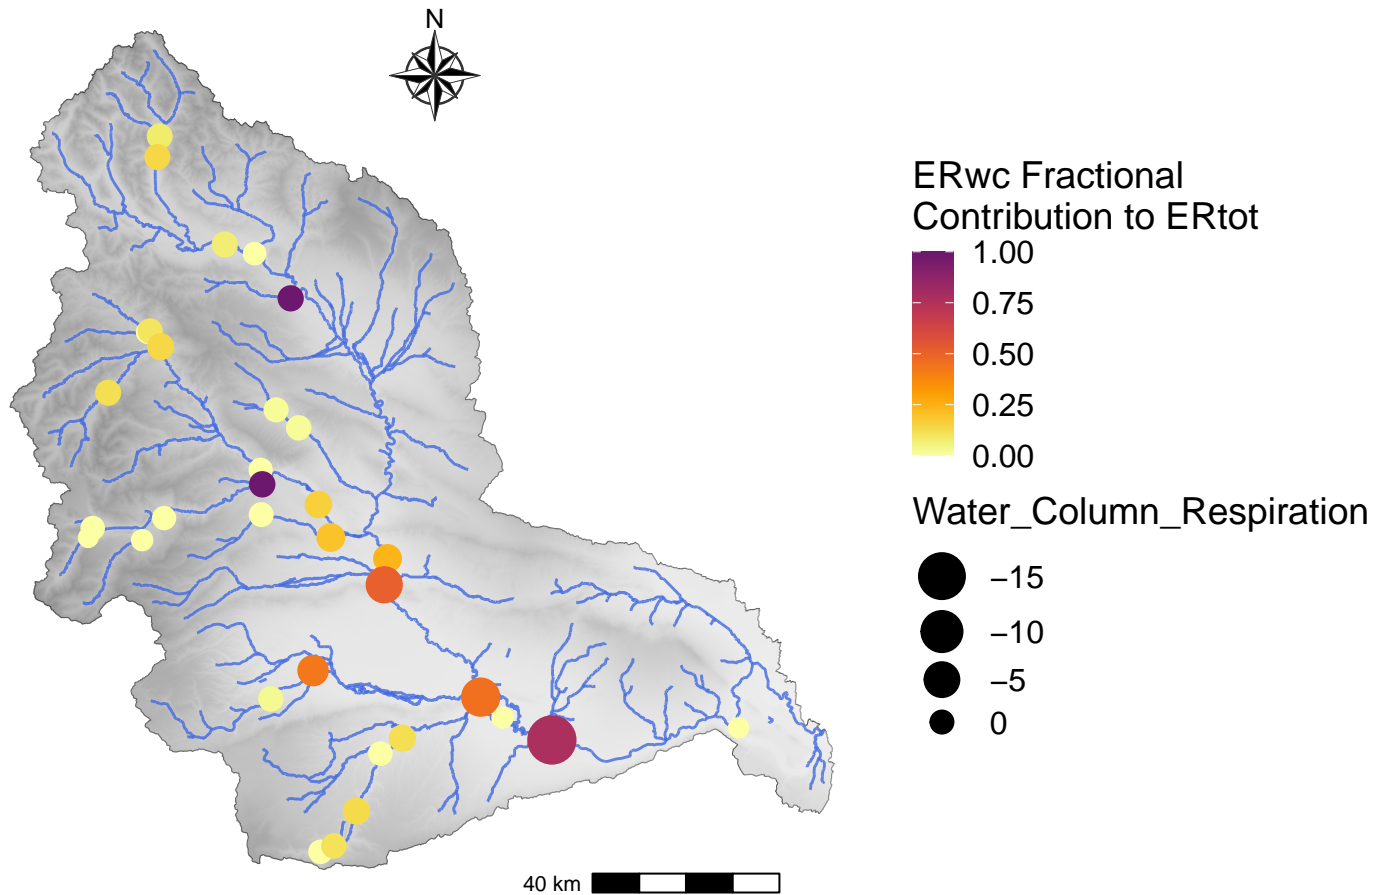 N
ERwc Fractional
Contribution to ERtot
1.00
0.75
0.50
0.25
0.00
Water_Column_Respiration
−15
−10
−5
0
40 km